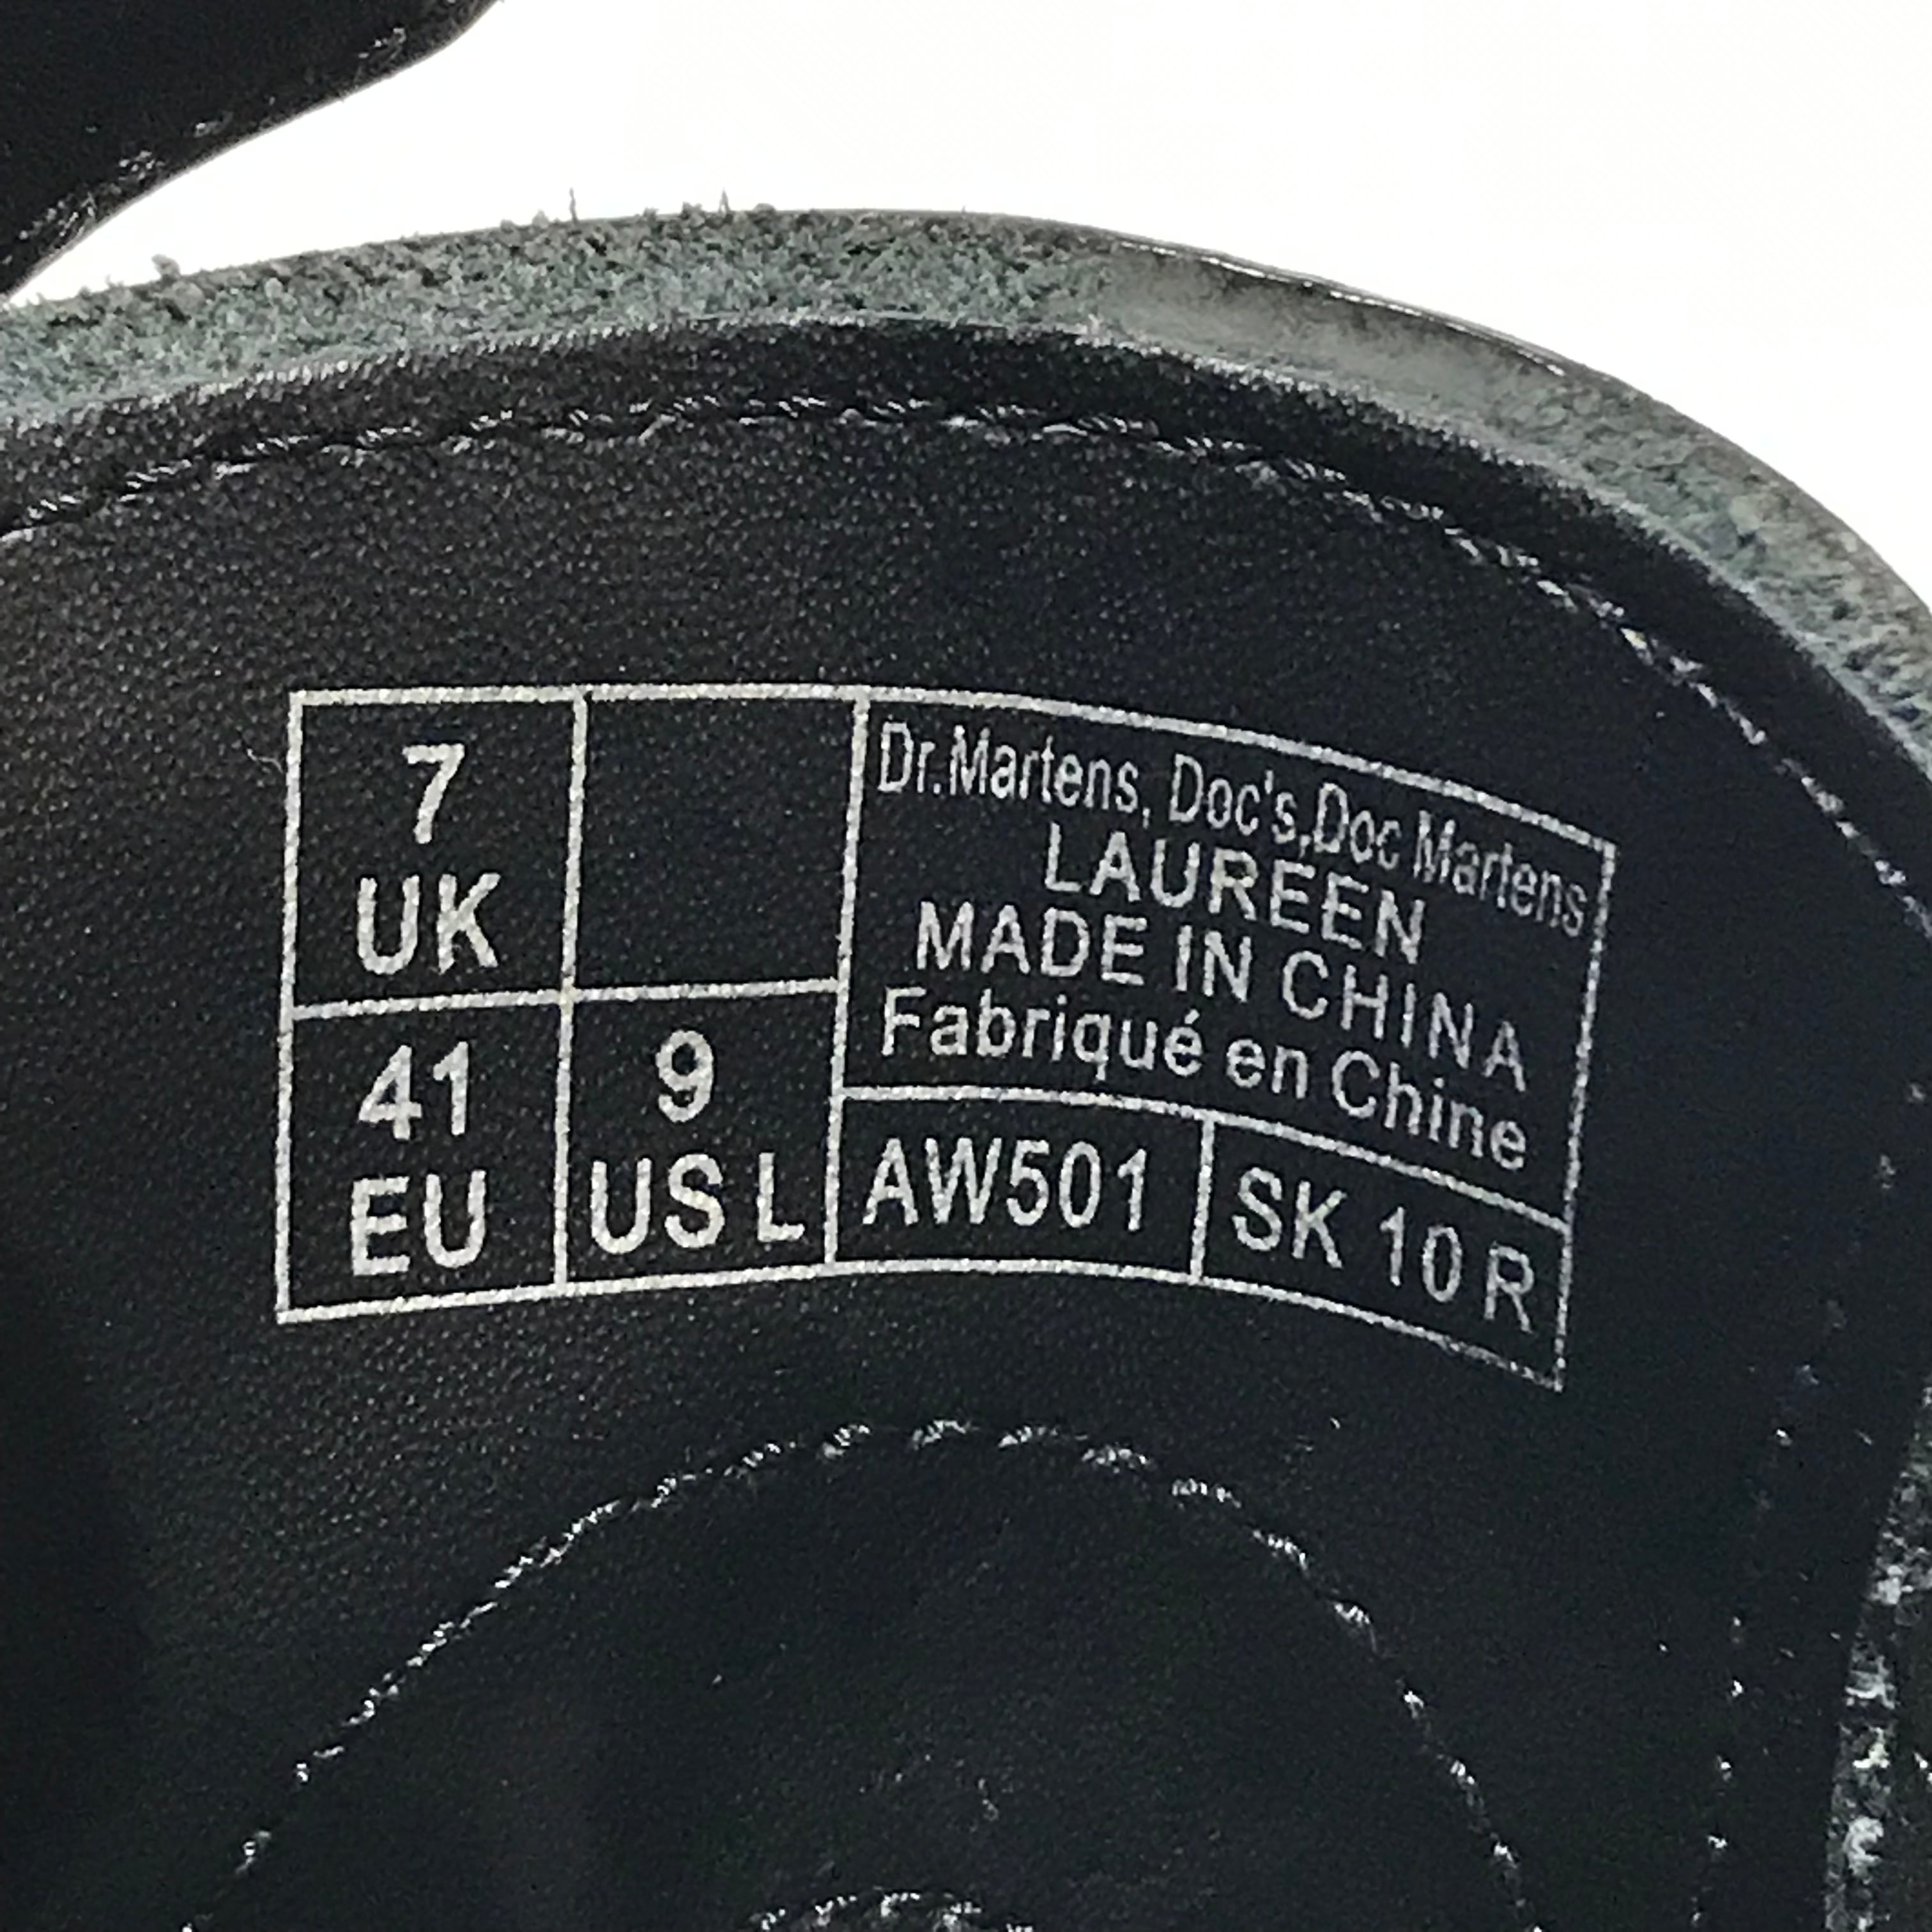 7
UK
41
EU
9
US L
Dr.Martens, Doc's,Doc Martens
LAUREEN
MADE IN CHINA
Fabriqué en Chine
AW501
SK 10 R